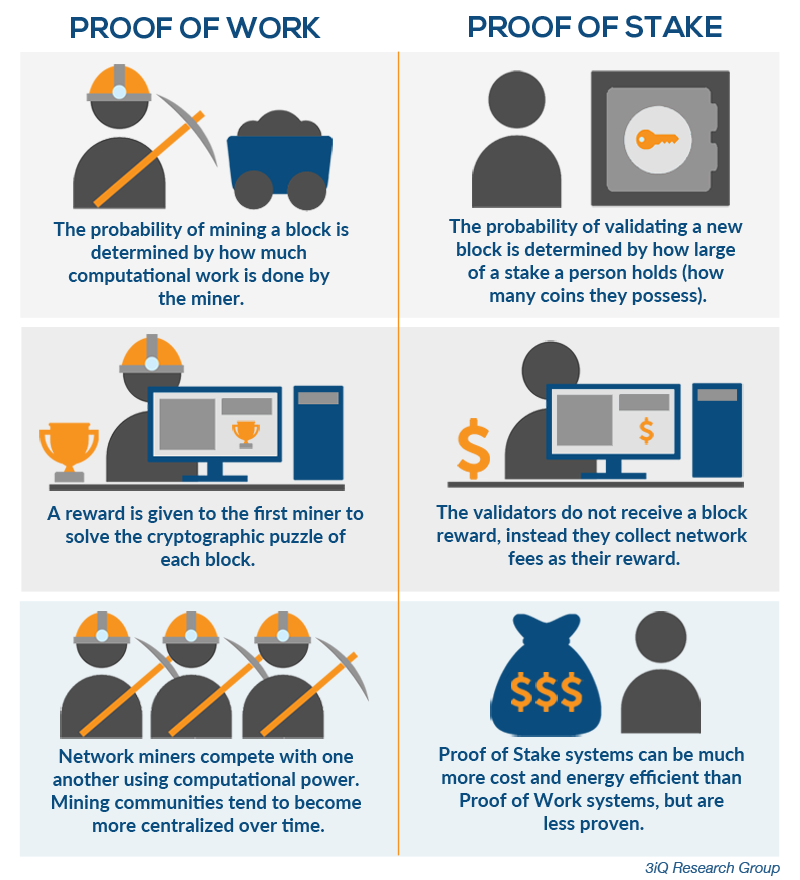 PROOF OF WORK
PROOF OF STAKE
The probability of mining a block is
determined by how much
computational work is done by
the miner.
The probability of validating a new
block is determined by how large
of a stake a person holds (how
many coins they possess).
A reward is given to the first miner to
solve the cryptographic puzzle of
each block.
$
$
The validators do not receive a block
reward, instead they collect network
fees as their reward.
Network miners compete with one
another using computational power.
Mining communities tend to become
more centralized over time.
$$$
Proof of Stake systems can be much
more cost and energy efficient than
Proof of Work systems, but are
less proven.
3iQ Research Group